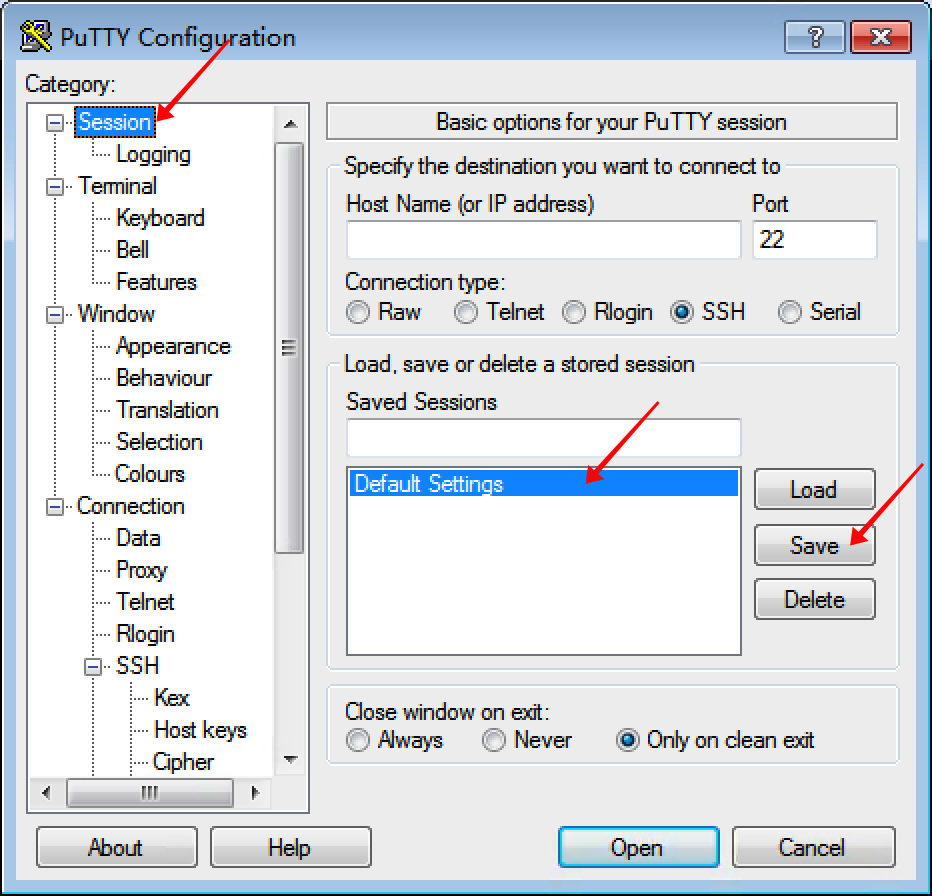 PuTTY Configuration
?
Category:
Session
Logging
Terminal
Keyboard
Bell
Features
Window
Appearance
Behaviour
Translation
Selection
Colours
Connection
Data
Proxy
Telnet
Rlogin
SSH
Kex
Host keys
Cipher
Basic options for your PuTTY session
Specify the destination you want to connect to
Host Name (or IP address) Port
22
Connection type:
Raw Telnet Rlogin SSH Serial
Load, save or delete a stored session
Saved Sessions
Default Settings
Load
Save
Delete
Close window on exit:
Always Never Only on clean exit
About Help Open Cancel